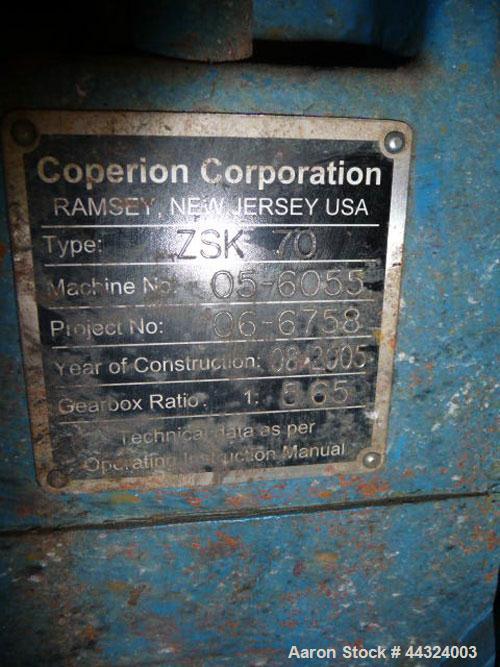 Coperion Corporation
RAMSEY, NEW JERSEY USA
Type: ZSK 70
Machine No: 05-6055
Project No: 06-6758
Year of Construction: 08/2005
Gearbox Ratio: 1: 5.65
Technical data as per
Operating Instruction Manual
Aaron Stock # 44324003